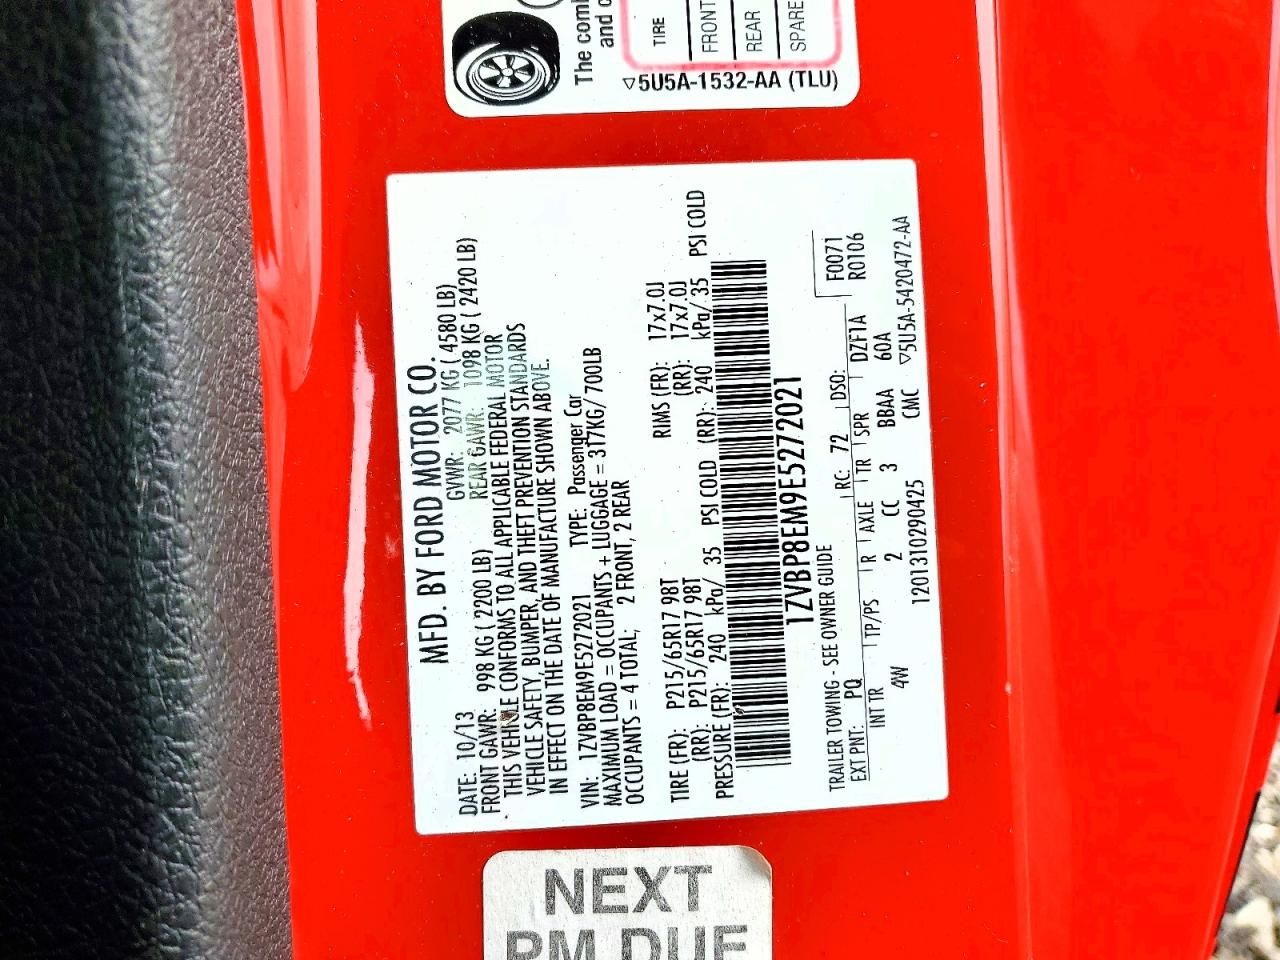 The
and
TIRE
FRONT
REAR
SPARE
▽5U5A-1532-AA (TLU)
MFD. BY FORD MOTOR CO.
DATE: 10/13 GVWR: 2077 KG ( 4580 LB)
FRONT GAWR: 998 KG ( 2200 LB) REAR GAWR: 1098 KG ( 2420 LB)
THIS VEHICLE CONFORMS TO ALL APPLICABLE FEDERAL MOTOR
VEHICLE SAFETY, BUMPER, AND THEFT PREVENTION STANDARDS
IN EFFECT ON THE DATE OF MANUFACTURE SHOWN ABOVE.
VIN: 1ZVBP8EM9E5272021 TYPE: Passenger Car
MAXIMUM LOAD = OCCUPANTS + LUGGAGE = 317KG/ 700LB
OCCUPANTS = 4 TOTAL; 2 FRONT, 2 REAR
TIRE (FR): P215/65R17 98T RIMS (FR): 17x7.0J
(RR): P215/65R17 98T (RR): 17x7.0J
PRESSURE (FR): 240 kPa/ 35 PSI COLD (RR): 240 kPa/ 35 PSI COLD
1ZVBP8EM9E5272021
TRAILER TOWING - SEE OWNER GUIDE RC: 72 DSO: F0071
EXT PNT: PQ R0106
INT TR TP/PS R AXLE TR SPR DZF1A
4W 2 CC 3 BBAA 60A
1201310290425 CMC ▽5U5A-5420472-AA
NEXT
PM DUE